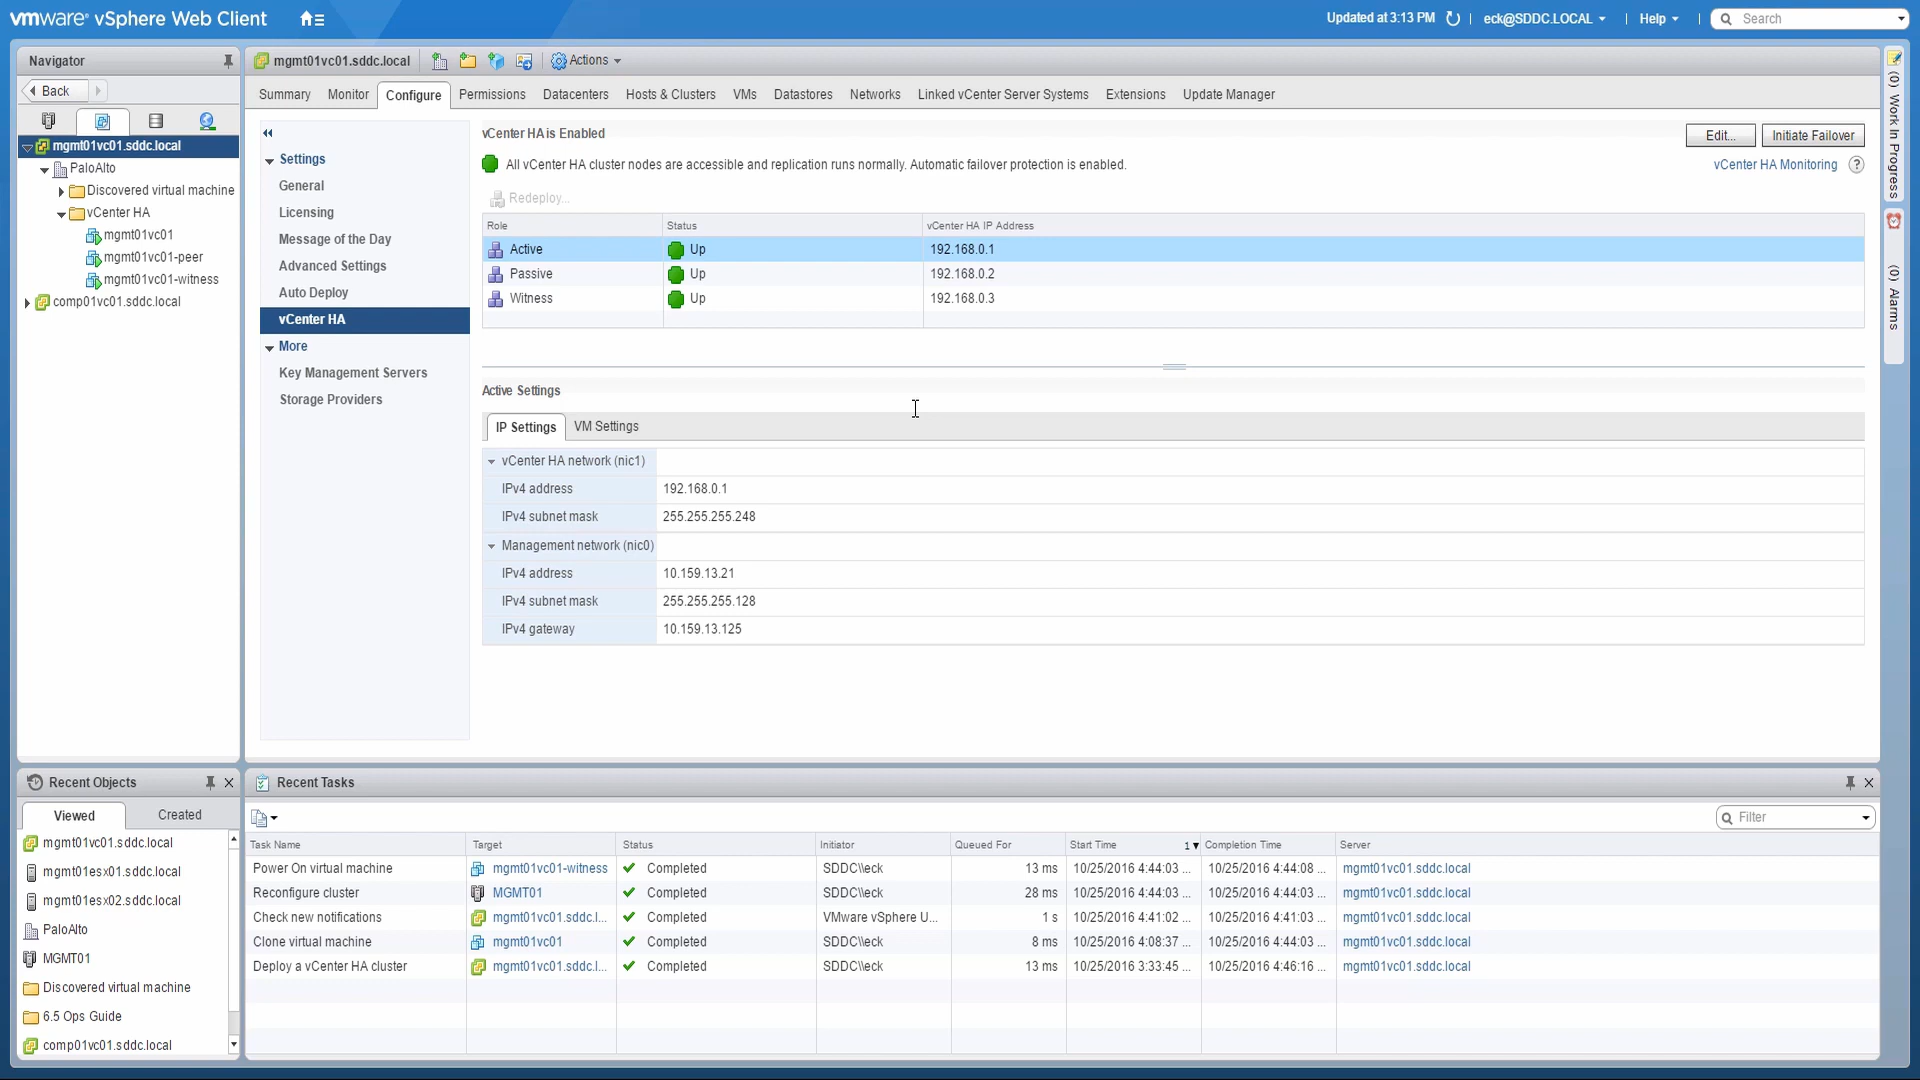 vmware® vSphere Web Client
Updated at 3:13 PM
eck@SDDC.LOCAL
Help
Search
Navigator
Back
mgmt01vc01.sddc.local
PaloAlto
Discovered virtual machine
vCenter HA
mgmt01vc01
mgmt01vc01-peer
mgmt01vc01-witness
comp01vc01.sddc.local
mgmt01vc01.sddc.local
Actions
Summary Monitor Configure Permissions Datacenters Hosts & Clusters VMs Datastores Networks Linked vCenter Server Systems Extensions Update Manager
Settings
General
Licensing
Message of the Day
Advanced Settings
Auto Deploy
vCenter HA
More
Key Management Servers
Storage Providers
vCenter HA is Enabled
Edit...
Initiate Failover
All vCenter HA cluster nodes are accessible and replication runs normally. Automatic failover protection is enabled.
vCenter HA Monitoring ?
Redeploy...
Role Status vCenter HA IP Address
Active Up 192.168.0.1
Passive Up 192.168.0.2
Witness Up 192.168.0.3
Active Settings
IP Settings VM Settings
vCenter HA network (nic1)
IPv4 address 192.168.0.1
IPv4 subnet mask 255.255.255.248
Management network (nic0)
IPv4 address 10.159.13.21
IPv4 subnet mask 255.255.255.128
IPv4 gateway 10.159.13.125
(0) Work In Progress
(0) Alarms
Recent Objects
Viewed Created
mgmt01vc01.sddc.local
mgmt01esx01.sddc.local
mgmt01esx02.sddc.local
PaloAlto
MGMT01
Discovered virtual machine
6.5 Ops Guide
comp01vc01.sddc.local
Recent Tasks
Filter
Task Name Target Status Initiator Queued For Start Time 1 Completion Time Server
Power On virtual machine mgmt01vc01-witness Completed SDDC\\eck 13 ms 10/25/2016 4:44:03 ... 10/25/2016 4:44:08 ... mgmt01vc01.sddc.local
Reconfigure cluster MGMT01 Completed SDDC\\eck 28 ms 10/25/2016 4:44:03 ... 10/25/2016 4:44:03 ... mgmt01vc01.sddc.local
Check new notifications mgmt01vc01.sddc.l... Completed VMware vSphere U... 1 s 10/25/2016 4:41:02 ... 10/25/2016 4:41:03 ... mgmt01vc01.sddc.local
Clone virtual machine mgmt01vc01 Completed SDDC\\eck 8 ms 10/25/2016 4:08:37 ... 10/25/2016 4:44:03 ... mgmt01vc01.sddc.local
Deploy a vCenter HA cluster mgmt01vc01.sddc.l... Completed SDDC\\eck 13 ms 10/25/2016 3:33:45 ... 10/25/2016 4:46:16 ... mgmt01vc01.sddc.local